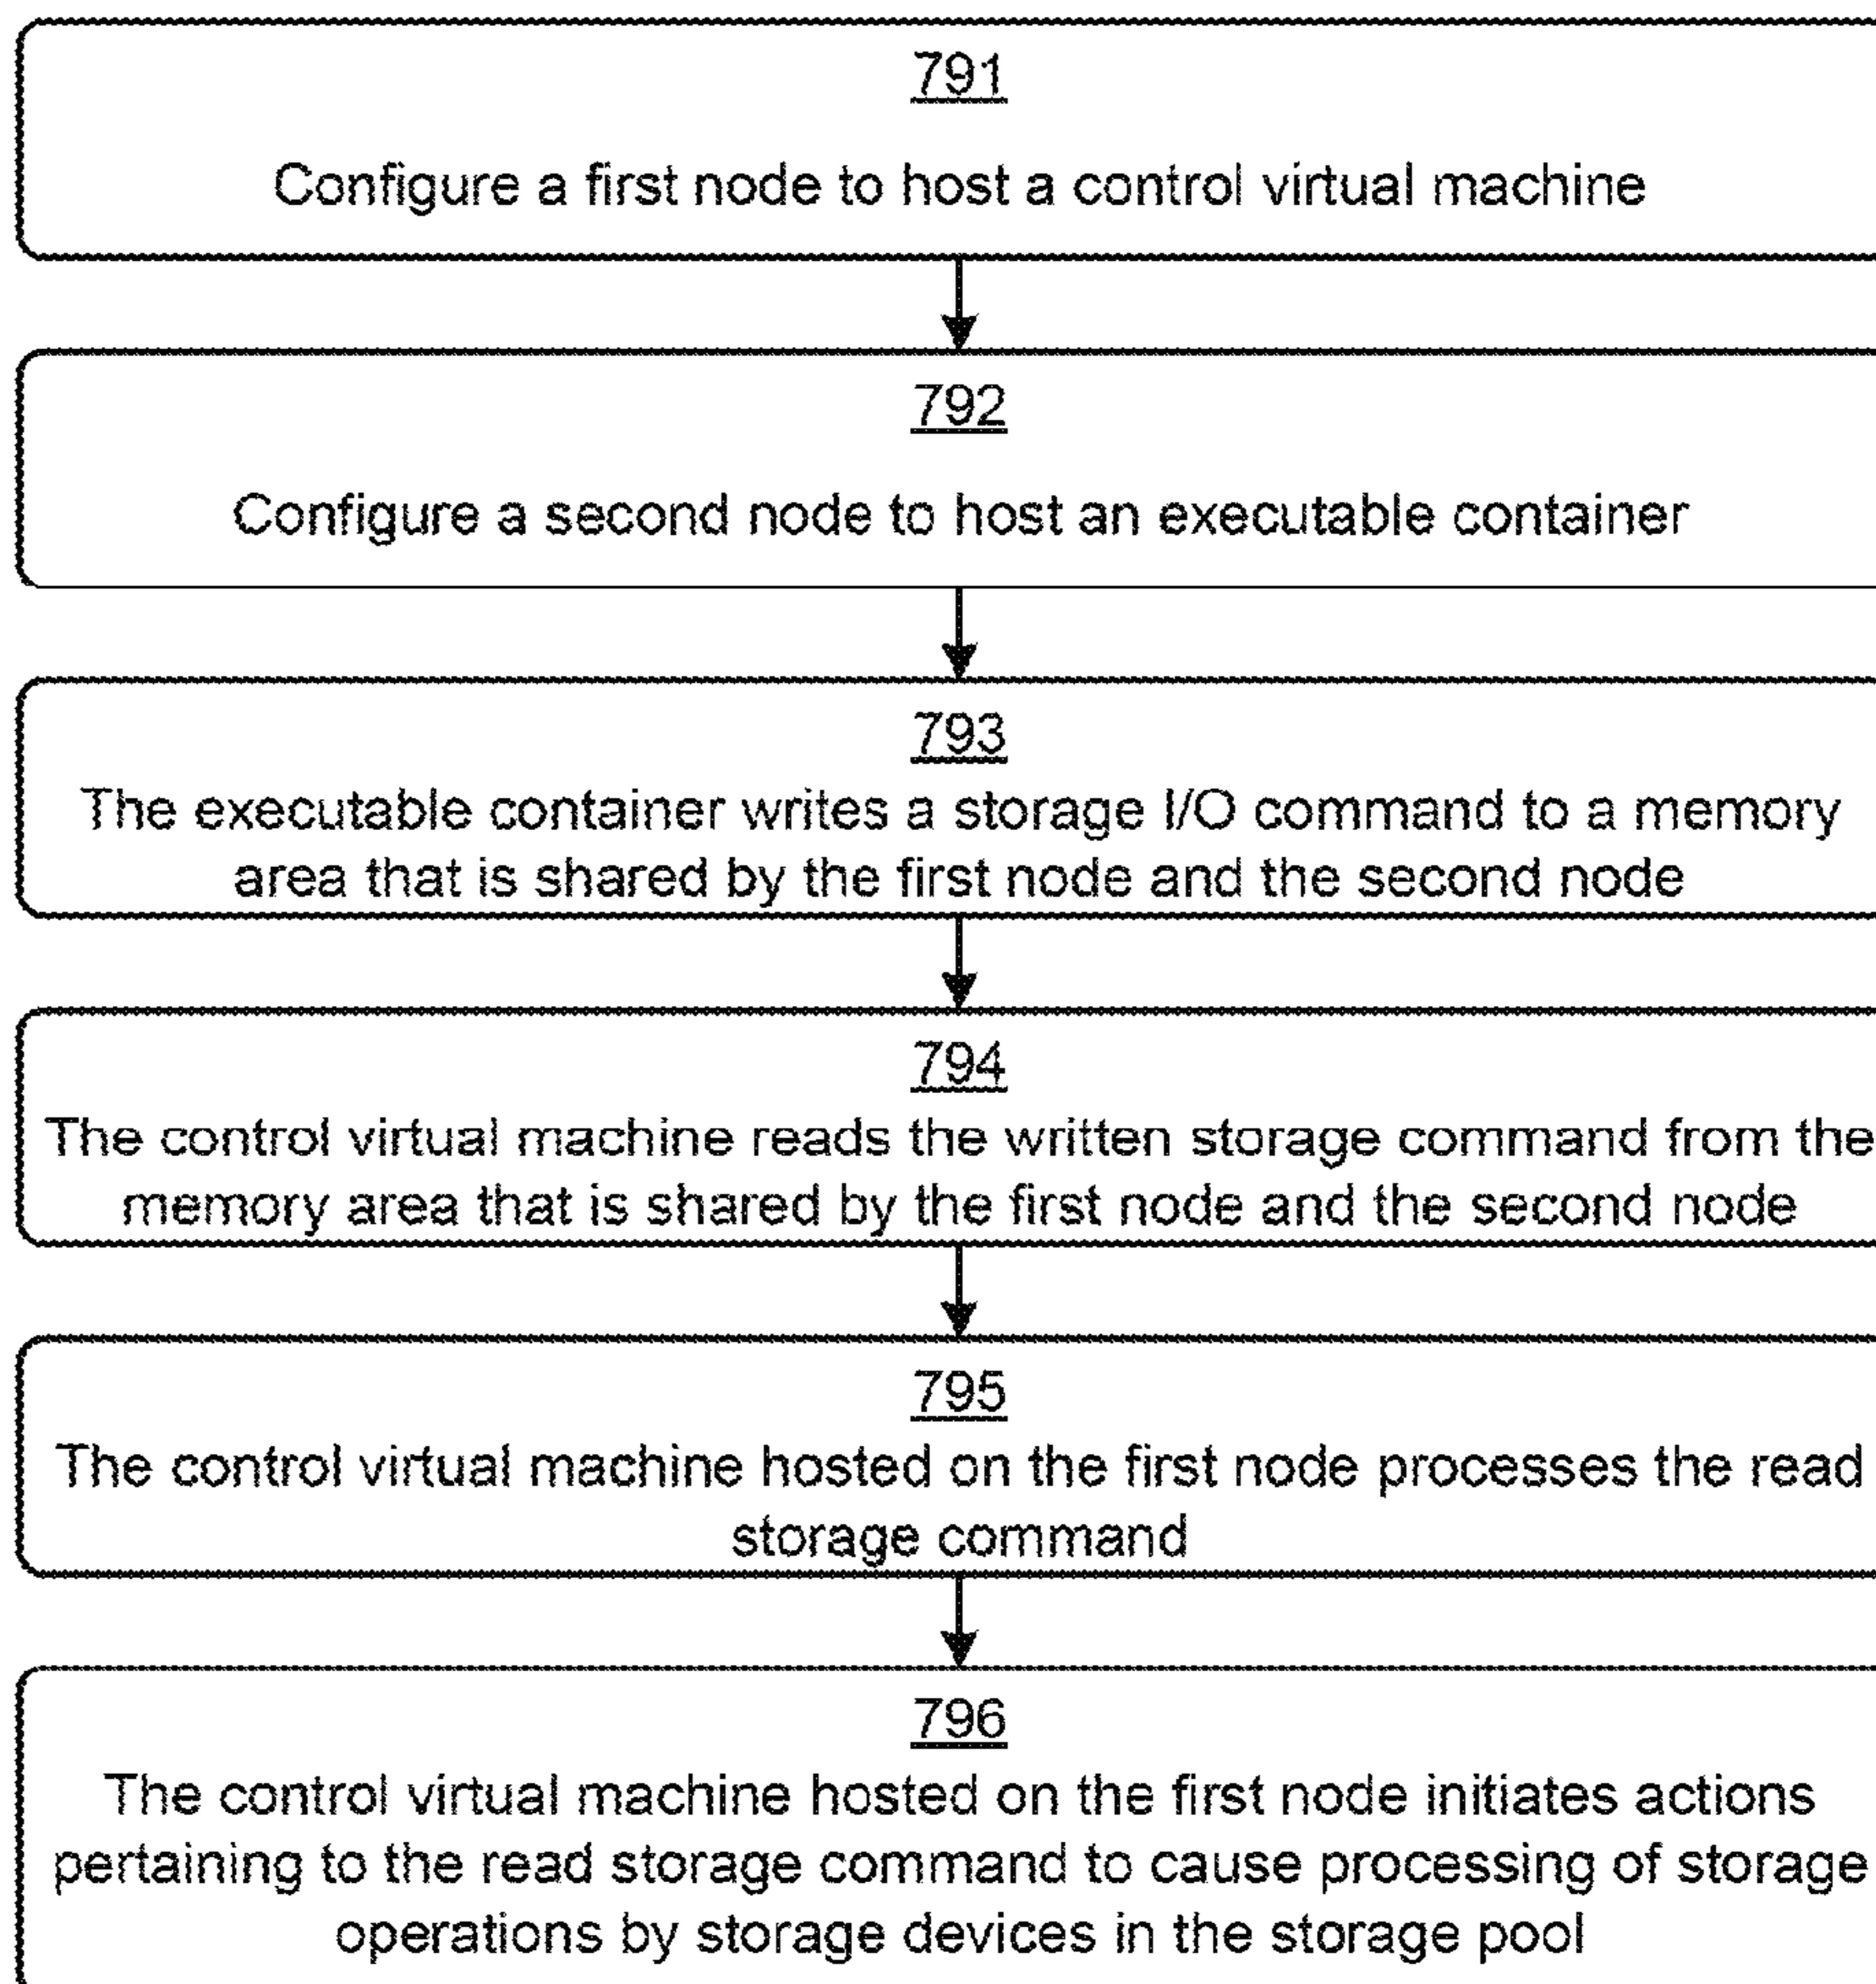 791
Configure a first node to host a control virtual machine
792
Configure a second node to host an executable container
793
The executable container writes a storage I/O command to a memory
area that is shared by the first node and the second node
794
The control virtual machine reads the written storage command from the
memory area that is shared by the first node and the second node
795
The control virtual machine hosted on the first node processes the read
storage command
796
The control virtual machine hosted on the first node initiates actions
pertaining to the read storage command to cause processing of storage
operations by storage devices in the storage pool